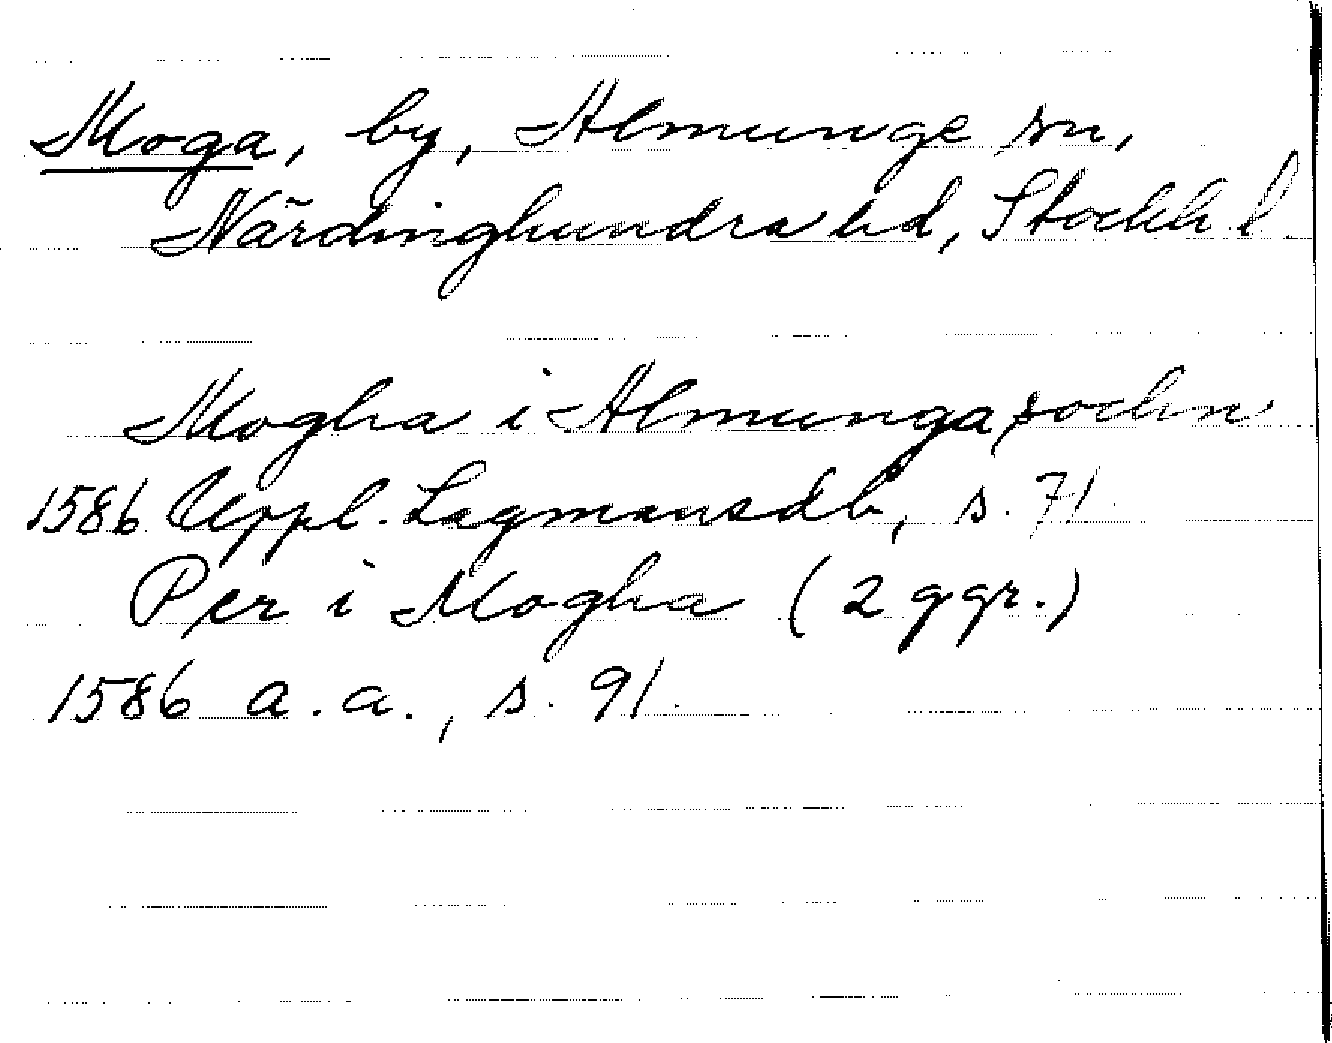 Moga, by, Almunge sn,
Närdinghundra hd, Stockh l.
Mogha i Almunga sochn
1586 Uppl. Lagmansdb, s. 71.
Per i Mogha (2 ggr.)
1586 a.a., s. 91.